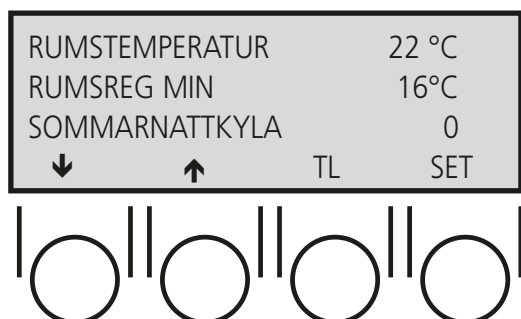 RUMSTEMPERATUR 22 °C
RUMSREG MIN 16°C
SOMMARNATTKYLA 0
↓ ↑ TL SET